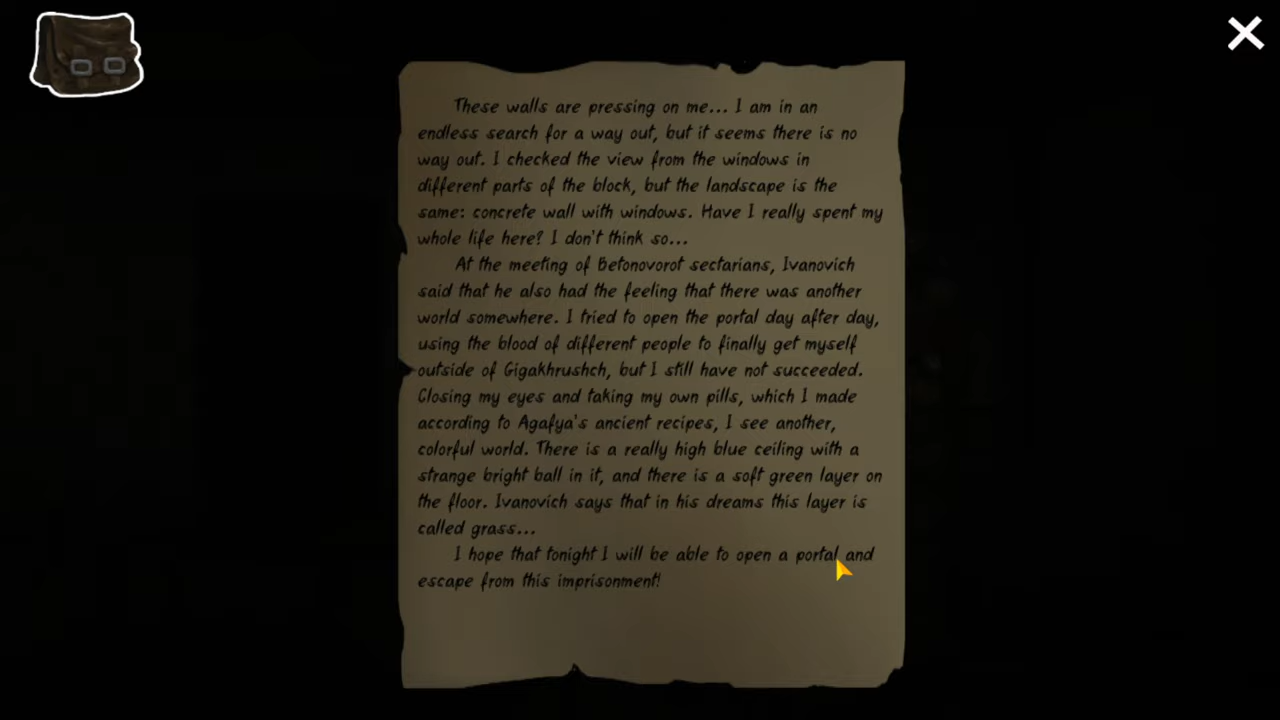 These walls are pressing on me... I am in an
endless search for a way out, but it seems there is no
way out. I checked the view from the windows in
different parts of the block, but the landscape is the
same: concrete wall with windows. Have I really spent my
whole life here? I don't think so...
At the meeting of Betonovorot sectarians, Ivanovich
said that he also had the feeling that there was another
world somewhere. I tried to open the portal day after day,
using the blood of different people to finally get myself
outside of Gigakhrushch, but I still have not succeeded.
Closing my eyes and taking my own pills, which I made
according to Agafya's ancient recipes, I see another,
colorful world. There is a really high blue ceiling with a
strange bright ball in it, and there is a soft green layer on
the floor. Ivanovich says that in his dreams this layer is
called grass...
I hope that tonight I will be able to open a portal and
escape from this imprisonment!